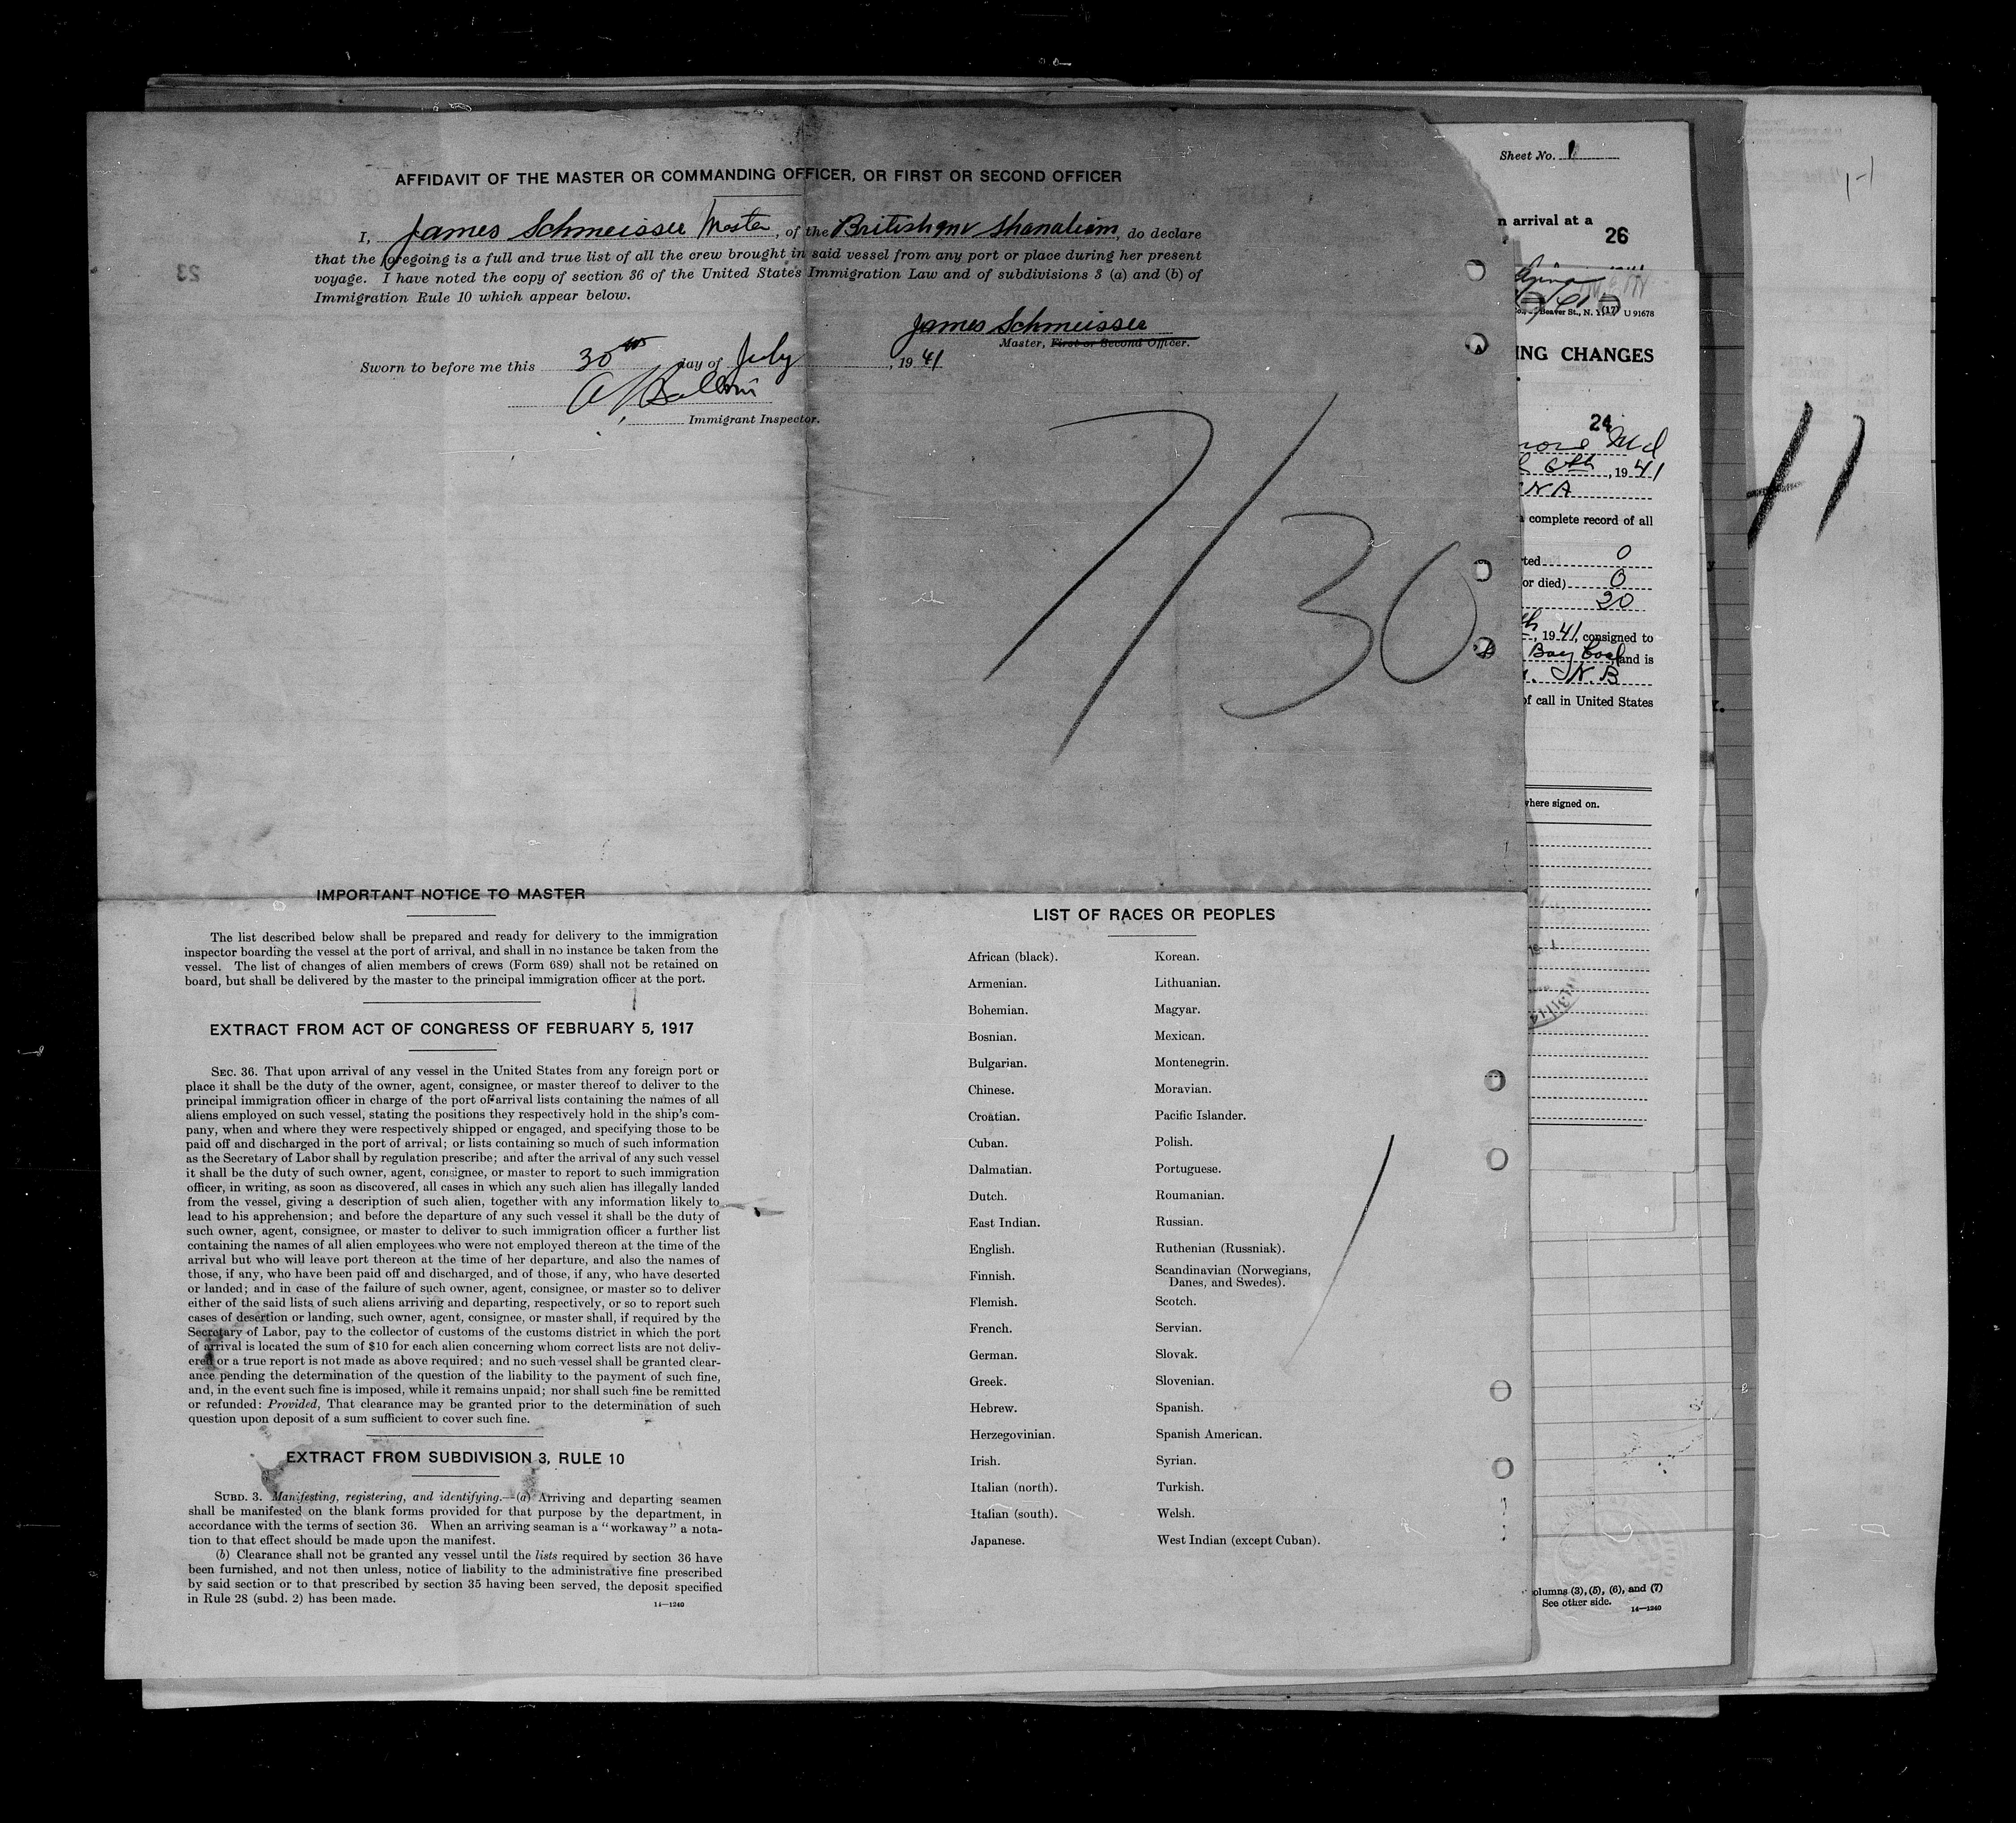 AFFIDAVIT OF THE MASTER OR COMMANDING OFFICER, OR FIRST OR SECOND OFFICER
I, James Schmeisser Master, of the British mv Shanalian, do declare
that the foregoing is a full and true list of all the crew brought in said vessel from any port or place during her present
voyage. I have noted the copy of section 36 of the United States Immigration Law and of subdivisions 3 (a) and (b) of
Immigration Rule 10 which appear below.
James Schmeisser
Master, First or Second Officer.
Sworn to before me this 30th day of July, 1941
Immigrant Inspector.
23
7/30
IMPORTANT NOTICE TO MASTER
The list described below shall be prepared and ready for delivery to the immigration
inspector boarding the vessel at the port of arrival, and shall in no instance be taken from the
vessel. The list of changes of alien members of crews (Form 689) shall not be retained on
board, but shall be delivered by the master to the principal immigration officer at the port.
EXTRACT FROM ACT OF CONGRESS OF FEBRUARY 5, 1917
SEC. 36. That upon arrival of any vessel in the United States from any foreign port or
place it shall be the duty of the owner, agent, consignee, or master thereof to deliver to the
principal immigration officer in charge of the port of arrival lists containing the names of all
aliens employed on such vessel, stating the positions they respectively hold in the ship's com-
pany, when and where they were respectively shipped or engaged, and specifying those to be
paid off and discharged in the port of arrival; or lists containing so much of such information
as the Secretary of Labor shall by regulation prescribe; and after the arrival of any such vessel
it shall be the duty of such owner, agent, consignee, or master to report to such immigration
officer, in writing, as soon as discovered, all cases in which any such alien has illegally landed
from the vessel, giving a description of such alien, together with any information likely to
lead to his apprehension; and before the departure of any such vessel it shall be the duty of
such owner, agent, consignee, or master to deliver to such immigration officer a further list
containing the names of all alien employees who were not employed thereon at the time of the
arrival but who will leave port thereon at the time of her departure, and also the names of
those, if any, who have been paid off and discharged, and of those, if any, who have deserted
or landed; and in case of the failure of such owner, agent, consignee, or master so to deliver
either of the said lists of such aliens arriving and departing, respectively, or so to report such
cases of desertion or landing, such owner, agent, consignee, or master shall, if required by the
Secretary of Labor, pay to the collector of customs of the customs district in which the port
of arrival is located the sum of $10 for each alien concerning whom correct lists are not deliv-
ered or a true report is not made as above required; and no such vessel shall be granted clear-
ance pending the determination of the question of the liability to the payment of such fine,
and, in the event such fine is imposed, while it remains unpaid; nor shall such fine be remitted
or refunded: Provided, That clearance may be granted prior to the determination of such
question upon deposit of a sum sufficient to cover such fine.
EXTRACT FROM SUBDIVISION 3, RULE 10
SUBD. 3. Manifesting, registering, and identifying.—(a) Arriving and departing seamen
shall be manifested on the blank forms provided for that purpose by the department, in
accordance with the terms of section 36. When an arriving seaman is a "workaway" a nota-
tion to that effect should be made upon the manifest.
(b) Clearance shall not be granted any vessel until the lists required by section 36 have
been furnished, and not then unless, notice of liability to the administrative fine prescribed
by said section or to that prescribed by section 35 having been served, the deposit specified
in Rule 28 (subd. 2) has been made.
14—1240
LIST OF RACES OR PEOPLES
African (black). Korean.
Armenian. Lithuanian.
Bohemian. Magyar.
Bosnian. Mexican.
Bulgarian. Montenegrin.
Chinese. Moravian.
Croatian. Pacific Islander.
Cuban. Polish.
Dalmatian. Portuguese.
Dutch. Roumanian.
East Indian. Russian.
English. Ruthenian (Russniak).
Finnish. Scandinavian (Norwegians,
Danes, and Swedes).
Flemish. Scotch.
French. Servian.
German. Slovak.
Greek. Slovenian.
Hebrew. Spanish.
Herzegovinian. Spanish American.
Irish. Syrian.
Italian (north). Turkish.
Italian (south). Welsh.
Japanese. West Indian (except Cuban).
Sheet No. 1
n arrival at a
26
Beaver St., N. Y. U 91678
ING CHANGES
24
more Md
6th, 1941
complete record of all
rted 0
or died) 0
20
th, 1941, consigned to
Bay Coal and is
N.B
of call in United States
where signed on.
olumns (3), (5), (6), and (7)
See other side. 14—1240